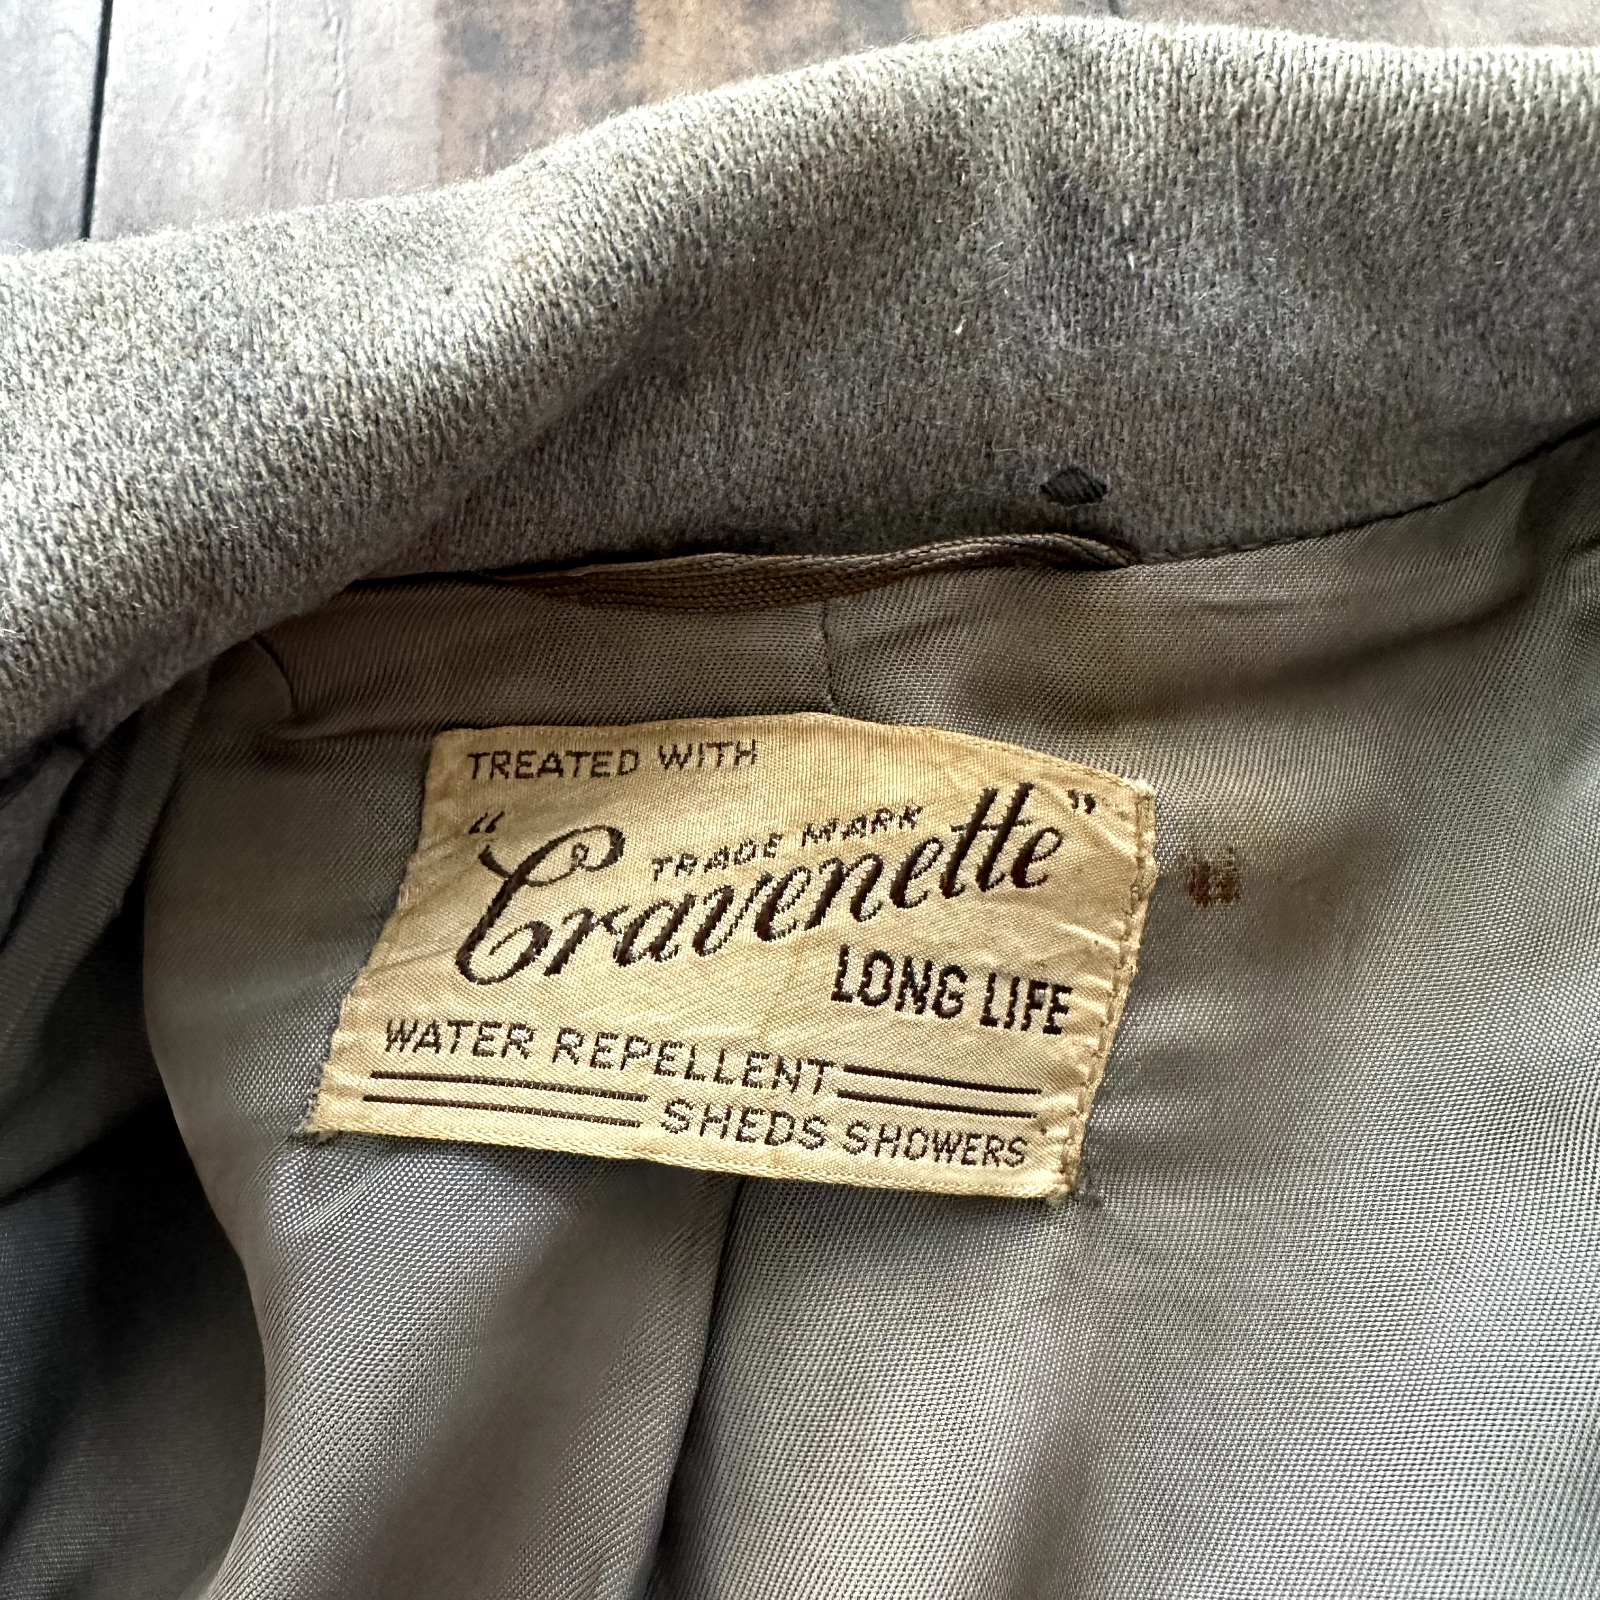 TREATED WITH
TRADE MARK
"Cravenette"
LONG LIFE
WATER REPELLENT
SHEDS SHOWERS